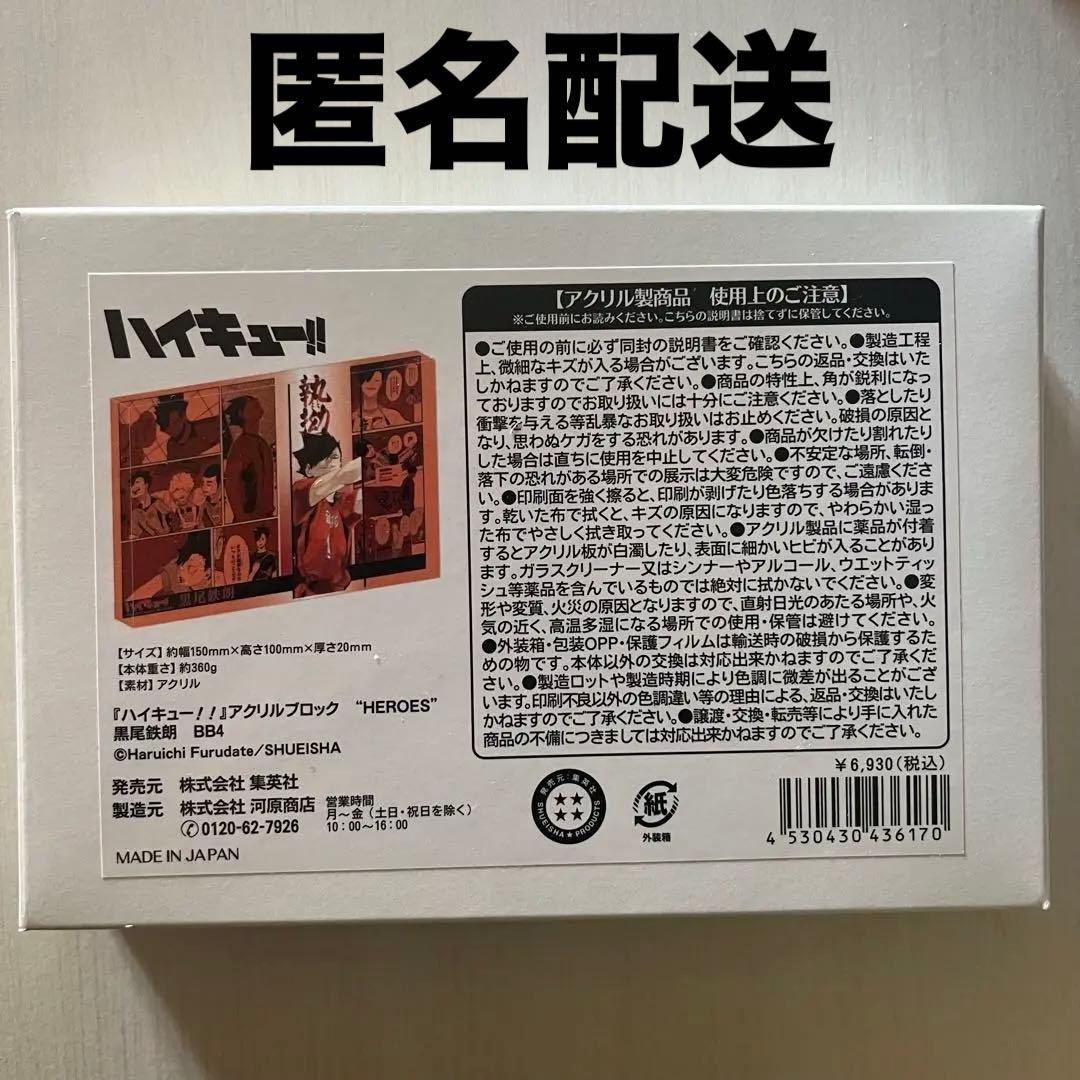 匿名配送
ハイキュー!!
執拗
黒尾鉄朗
【サイズ】約幅150mm×高さ100mm×厚さ20mm
【本体重さ】約360g
【素材】アクリル
『ハイキュー！！』アクリルブロック “HEROES”
黒尾鉄朗 BB4
©Haruichi Furudate/SHUEISHA
発売元 株式会社 集英社
製造元 株式会社 河原商店
0120-62-7926
営業時間
月～金（土日・祝日を除く）
10：00～16：00
MADE IN JAPAN
【アクリル製商品 使用上のご注意】
※ご使用前にお読みください。こちらの説明書は捨てずに保管してください。
●ご使用の前に必ず同封の説明書をご確認ください。●製造工程
上、微細なキズが入る場合がございます。こちらの返品・交換はいた
しかねますのでご了承ください。●商品の特性上、角が鋭利になっ
ておりますのでお取り扱いには十分にご注意ください。●落としたり
衝撃を与える等乱暴なお取り扱いはお止めください。破損の原因と
なり、思わぬケガをする恐れがあります。●商品が欠けたり割れたり
した場合は直ちに使用を中止してください。●不安定な場所、転倒・
落下の恐れがある場所での展示は大変危険ですので、ご遠慮くださ
い。●印刷面を強く擦ると、印刷が剥げたり色落ちする場合がありま
す。乾いた布で拭くと、キズの原因になりますので、やわらかい湿っ
た布でやさしく拭き取ってください。●アクリル製品に薬品が付着
するとアクリル板が白濁したり、表面に細かいヒビが入ることがあり
ます。ガラスクリーナー又はシンナーやアルコール、ウエットティッ
シュ等薬品を含んでいるものでは絶対に拭かないでください。●変
形や変質、火災の原因となりますので、直射日光のあたる場所や、火
気の近く、高温多湿になる場所での使用・保管は避けてください。
●外装箱・包装OPP・保護フィルムは輸送時の破損から保護するた
めの物です。本体以外の交換は対応出来かねますのでご了承くださ
い。●製造ロットや製造時期により色調に微差が出ることがござ
います。印刷不良以外の色調違い等の理由による、返品・交換はいたし
かねますのでご了承ください。●譲渡・交換・転売等により手に入れた
商品の不備につきましては対応出来かねますのでご了承ください。
¥6,930(税込)
発売元:集英社
SHUEISHA★PRODUCTS
紙
外装箱
4 530430 436170